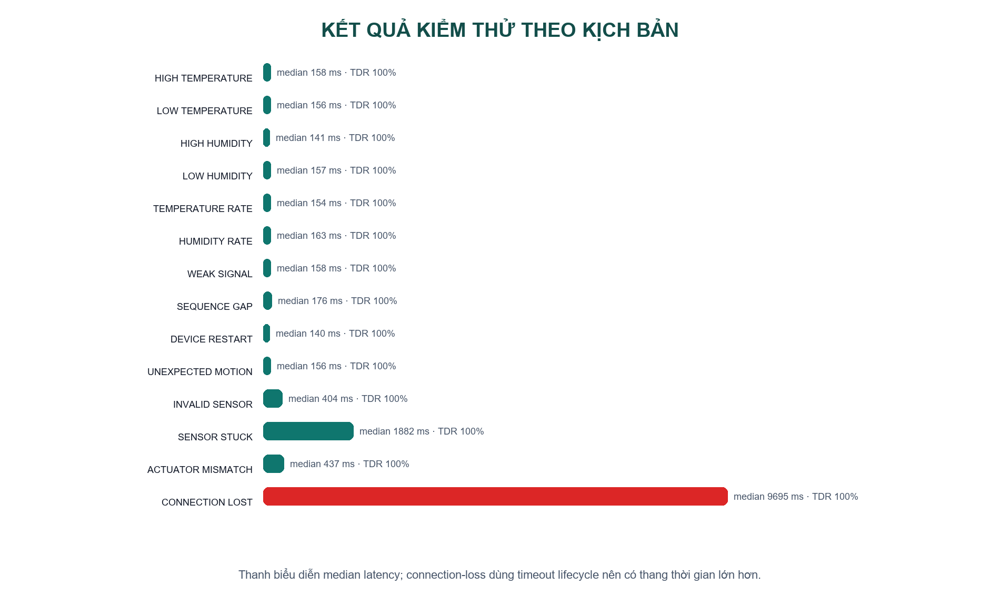 KẾT QUẢ KIỂM THỬ THEO KỊCH BẢN
HIGH TEMPERATURE median 158 ms · TDR 100%
LOW TEMPERATURE median 156 ms · TDR 100%
HIGH HUMIDITY median 141 ms · TDR 100%
LOW HUMIDITY median 157 ms · TDR 100%
TEMPERATURE RATE median 154 ms · TDR 100%
HUMIDITY RATE median 163 ms · TDR 100%
WEAK SIGNAL median 158 ms · TDR 100%
SEQUENCE GAP median 176 ms · TDR 100%
DEVICE RESTART median 140 ms · TDR 100%
UNEXPECTED MOTION median 156 ms · TDR 100%
INVALID SENSOR median 404 ms · TDR 100%
SENSOR STUCK median 1882 ms · TDR 100%
ACTUATOR MISMATCH median 437 ms · TDR 100%
CONNECTION LOST median 9695 ms · TDR 100%
Thanh biểu diễn median latency; connection-loss dùng timeout lifecycle nên có thang thời gian lớn hơn.